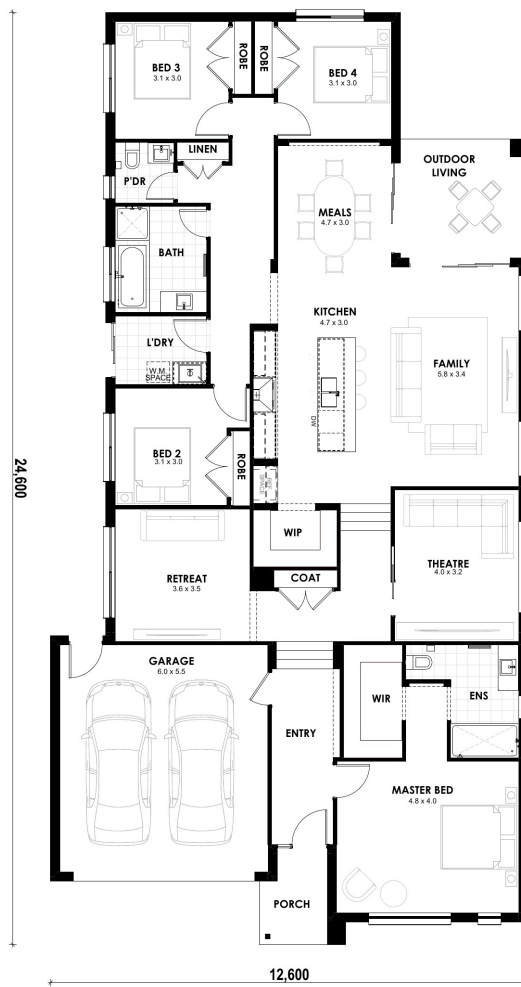 BED 3
3.1 x 3.0
ROBE
ROBE
BED 4
3.1 x 3.0
LINEN
P'DR
OUTDOOR
LIVING
MEALS
4.7 x 3.0
BATH
KITCHEN
4.7 x 3.0
L'DRY
W.M
SPACE
FAMILY
5.8 x 3.4
DW
BED 2
3.1 x 3.0
ROBE
SPACE
24,600
WIP
THEATRE
4.0 x 3.2
RETREAT
3.6 x 3.5
COAT
GARAGE
6.0 x 5.5
WIR
ENS
ENTRY
MASTER BED
4.8 x 4.0
PORCH
12,600